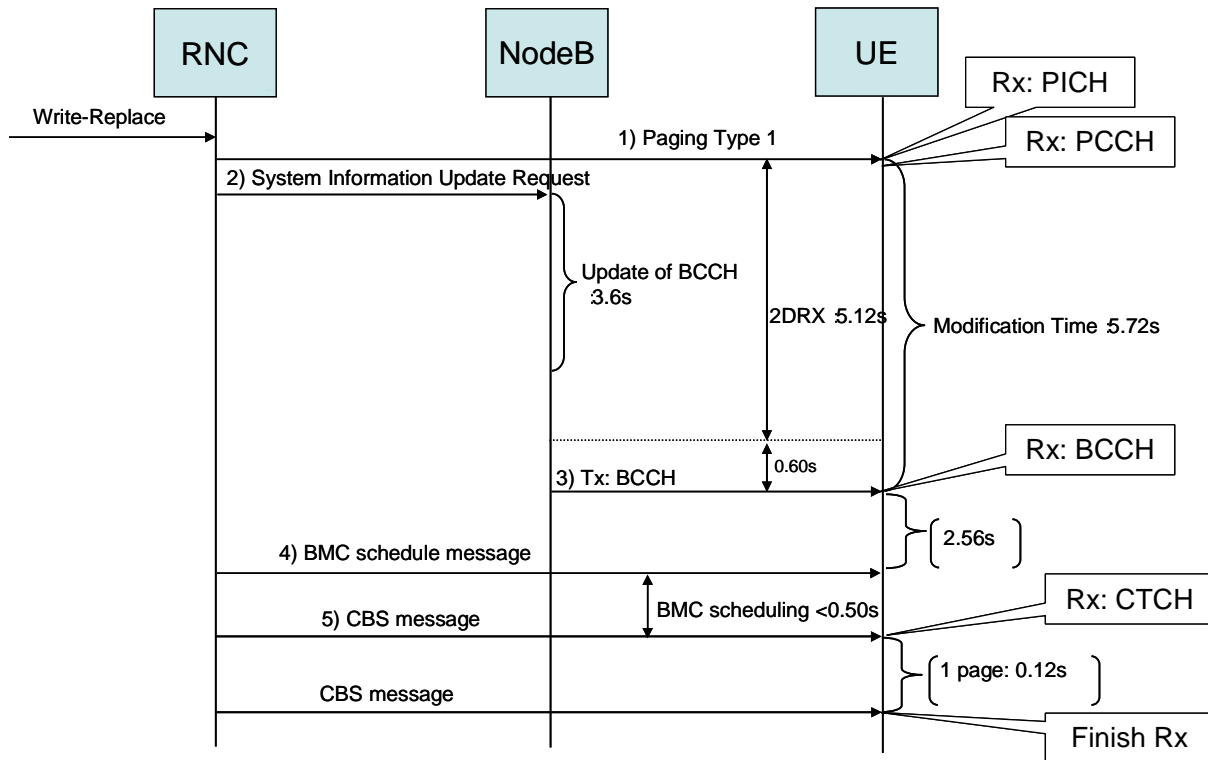 RNC
NodeB
UE
Rx: PICH
Write-Replace
1) Paging Type 1
Rx: PCCH
2) System Information Update Request
Update of BCCH
:3.6s
2DRX :5.12s
Modification Time :5.72s
Rx: BCCH
0.60s
3) Tx: BCCH
2.56s
4) BMC schedule message
BMC scheduling <0.50s
Rx: CTCH
5) CBS message
1 page: 0.12s
CBS message
Finish Rx